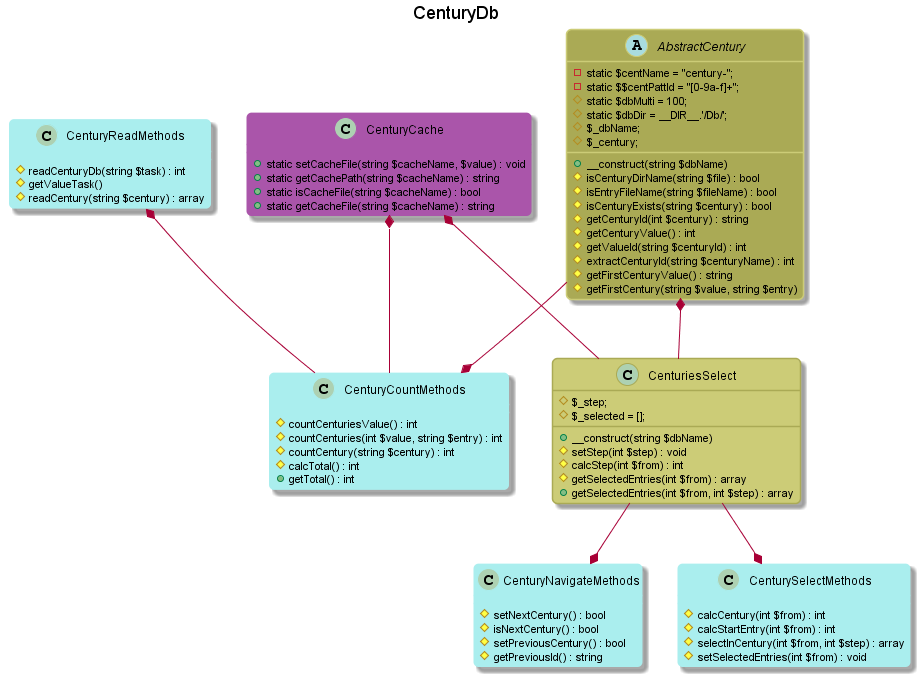 CenturyDb
A AbstractCentury
static $centName = "century-";
static $$centPattId = "[0-9a-f]+";
static $dbMulti = 100;
static $dbDir = __DIR__.'/Db/';
$_dbName;
$_century;
__construct(string $dbName)
isCenturyDirName(string $file) : bool
isEntryFileName(string $fileName) : bool
isCenturyExists(string $century) : bool
getCenturyId(int $century) : string
getCenturyValue() : int
getValueId(string $centuryId) : int
extractCenturyId(string $centuryName) : int
getFirstCenturyValue() : string
getFirstCentury(string $value, string $entry)
C CenturyReadMethods
readCenturyDb(string $task) : int
getValueTask()
readCentury(string $century) : array
C CenturyCache
static setCacheFile(string $cacheName, $value) : void
static getCachePath(string $cacheName) : string
static isCacheFile(string $cacheName) : bool
static getCacheFile(string $cacheName) : string
C CenturyCountMethods
countCenturiesValue() : int
countCenturies(int $value, string $entry) : int
countCentury(string $century) : int
calcTotal() : int
getTotal() : int
C CenturiesSelect
$_step;
$_selected = [];
__construct(string $dbName)
setStep(int $step) : void
calcStep(int $from) : int
getSelectedEntries(int $from) : array
getSelectedEntries(int $from, int $step) : array
C CenturyNavigateMethods
setNextCentury() : bool
isNextCentury() : bool
setPreviousCentury() : bool
getPreviousId() : string
C CenturySelectMethods
calcCentury(int $from) : int
calcStartEntry(int $from) : int
selectInCentury(int $from, int $step) : array
setSelectedEntries(int $from) : void